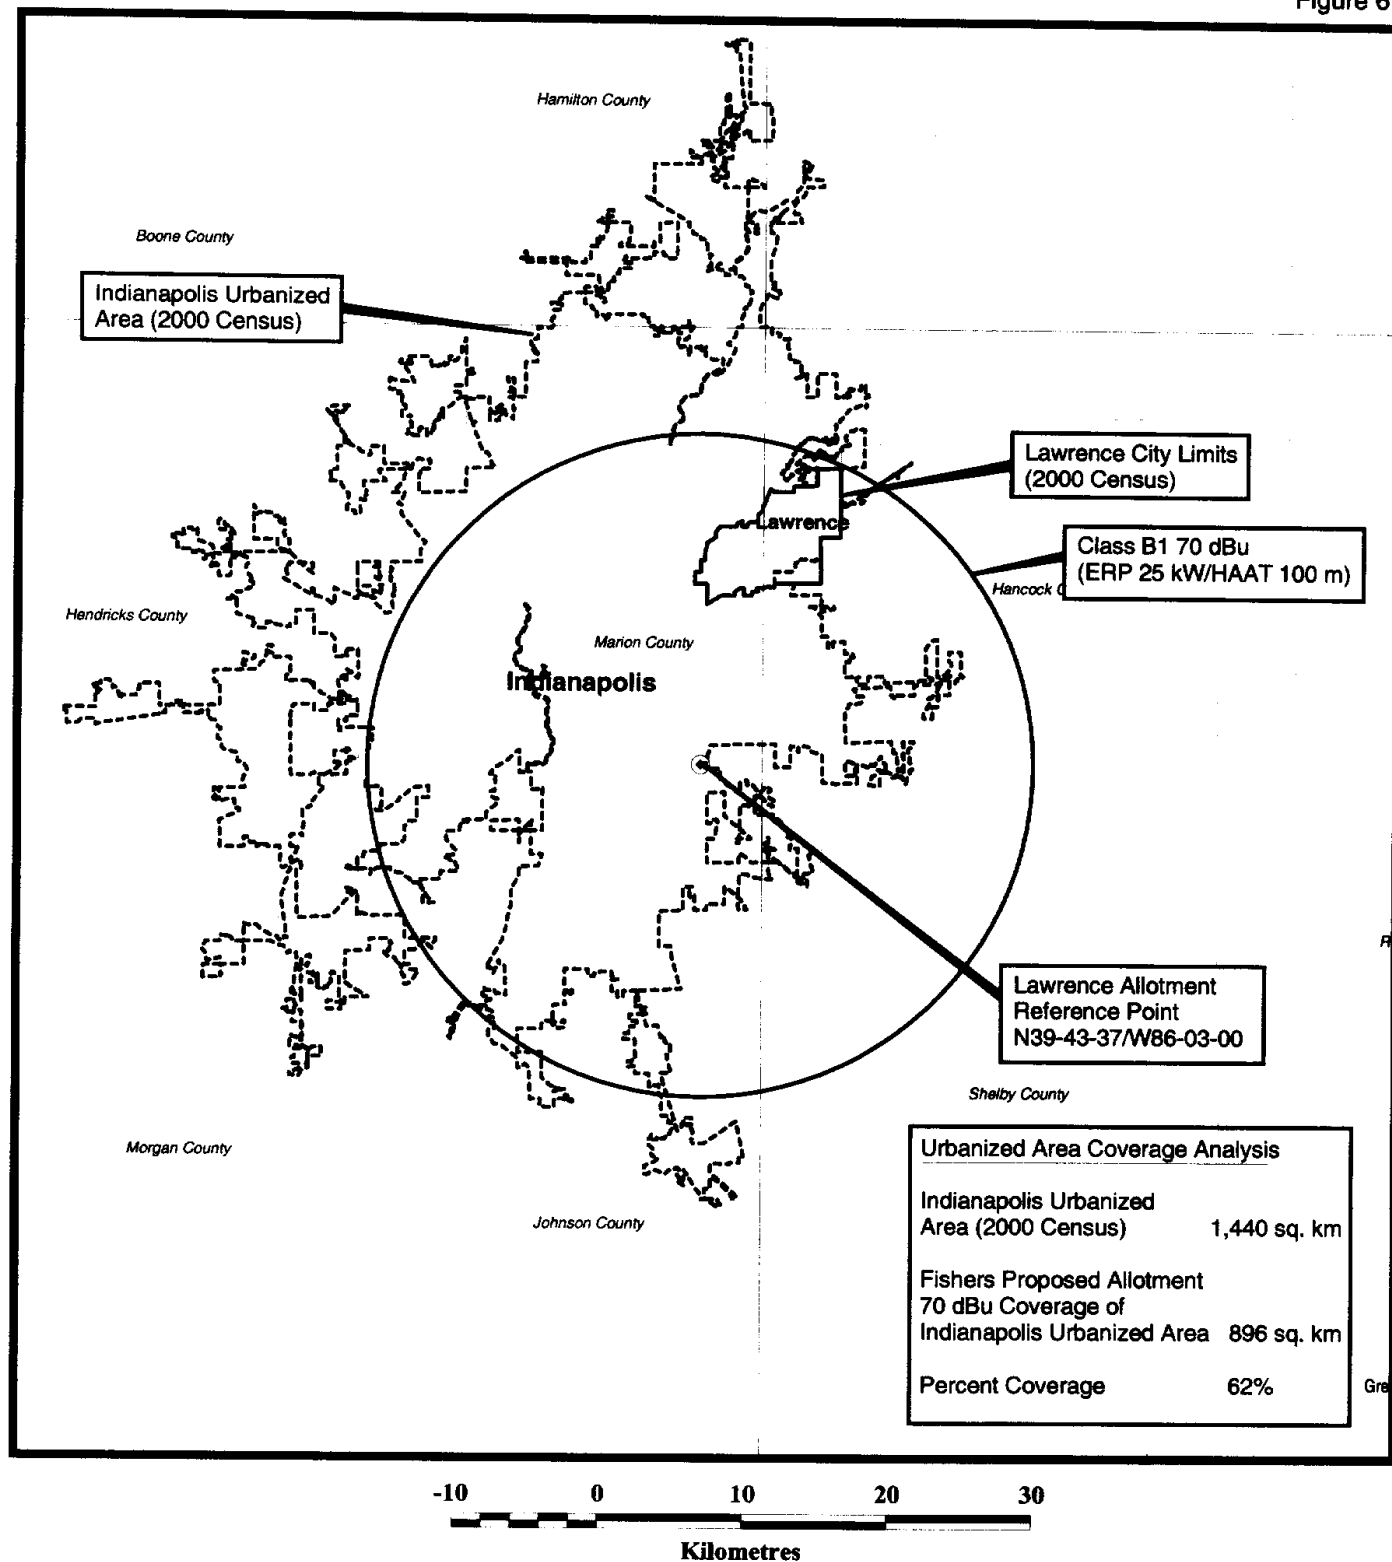 Figure 6
Hamilton County
Boone County
Indianapolis Urbanized
Area (2000 Census)
Lawrence City Limits
(2000 Census)
Lawrence
Class B1 70 dBu
(ERP 25 kW/HAAT 100 m)
Hancock C
Hendricks County
Marion County
Indianapolis
R
Lawrence Allotment
Reference Point
N39-43-37/W86-03-00
Shelby County
Morgan County
Johnson County
Urbanized Area Coverage Analysis
Indianapolis Urbanized
Area (2000 Census) 1,440 sq. km
Fishers Proposed Allotment
70 dBu Coverage of
Indianapolis Urbanized Area 896 sq. km
Percent Coverage 62%
Gre
-10 0 10 20 30
Kilometres